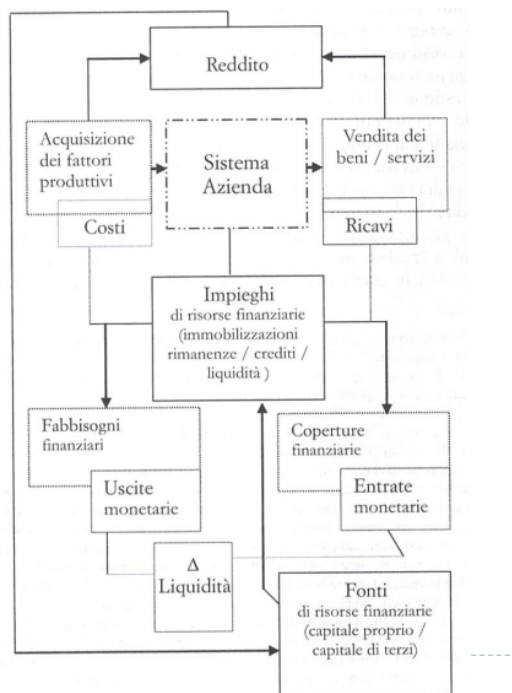 Reddito
Acquisizione
dei fattori
produttivi
Costi
Sistema
Azienda
Vendita dei
beni / servizi
Ricavi
Impieghi
di risorse finanziarie
(immobilizzazioni
rimanenze / crediti /
liquidità )
Fabbisogni
finanziari
Uscite
monetarie
Coperture
finanziarie
Entrate
monetarie
Δ
Liquidità
Fonti
di risorse finanziarie
(capitale proprio /
capitale di terzi)